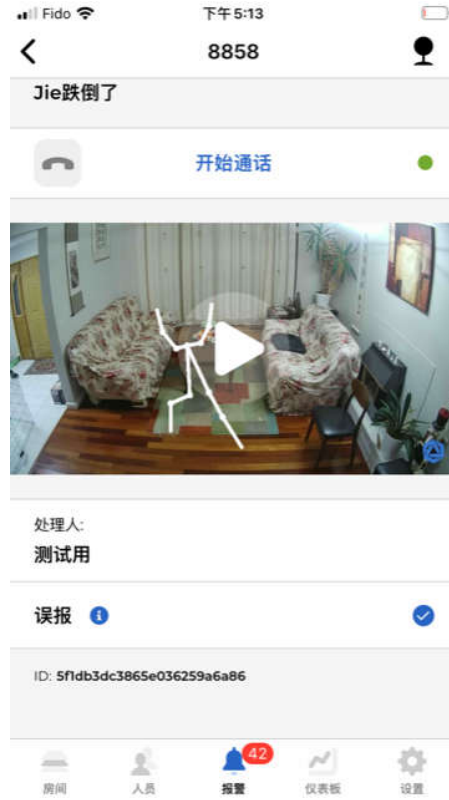 Fido 下午5:13
8858
Jie跌倒了
开始通话
处理人:
测试用
误报
ID: 5f1db3dc3865e036259a6a86
42
房间 人员 报警 仪表板 设置